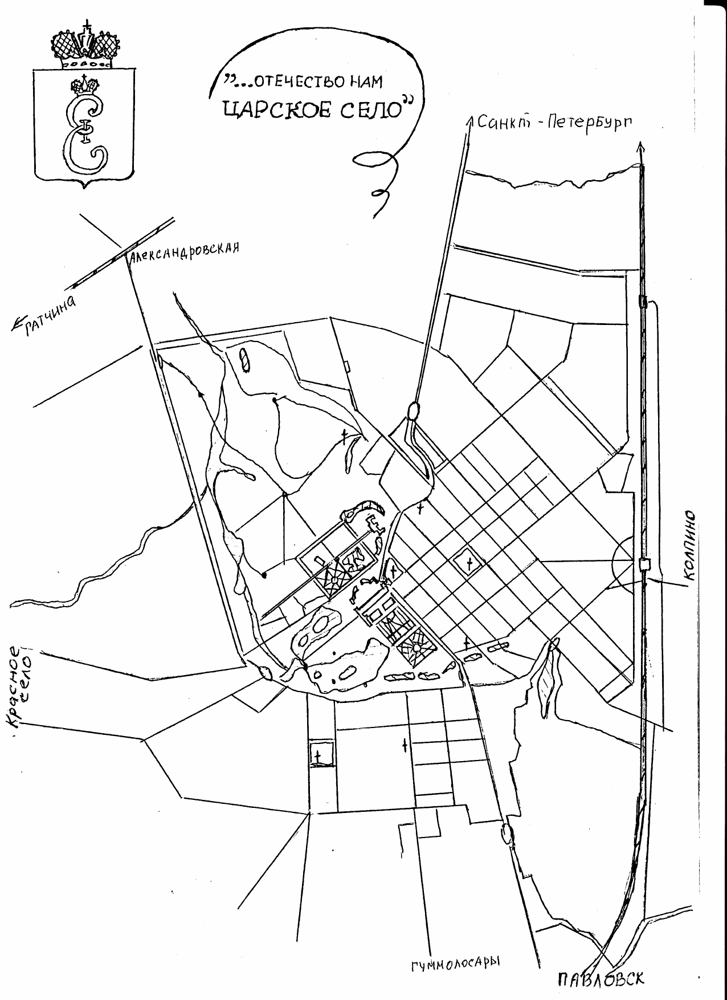 „...ОТЕЧЕСТВО НАМ
ЦАРСКОЕ СЕЛО”
Санкт-Петербург
Александровская
ГАТЧИНА
КОЛПИНО
Красное
село
ГУММОЛОСАРЫ
ПАВЛОВСК